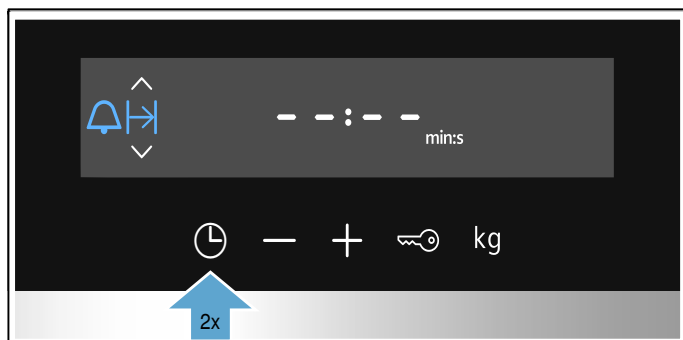 – –:– –
min:s
kg
2x